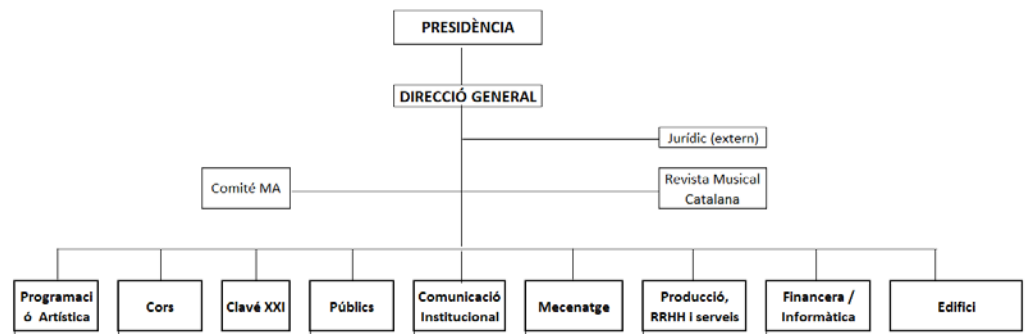 PRESIDÈNCIA
DIRECCIÓ GENERAL
Jurídic (extern)
Comité MA
Revista Musical
Catalana
Programaci
ó Artística
Cors
Clavé XXI
Públics
Comunicació
Institucional
Mecenatge
Producció,
RRHH i serveis
Financera /
Informàtica
Edifici